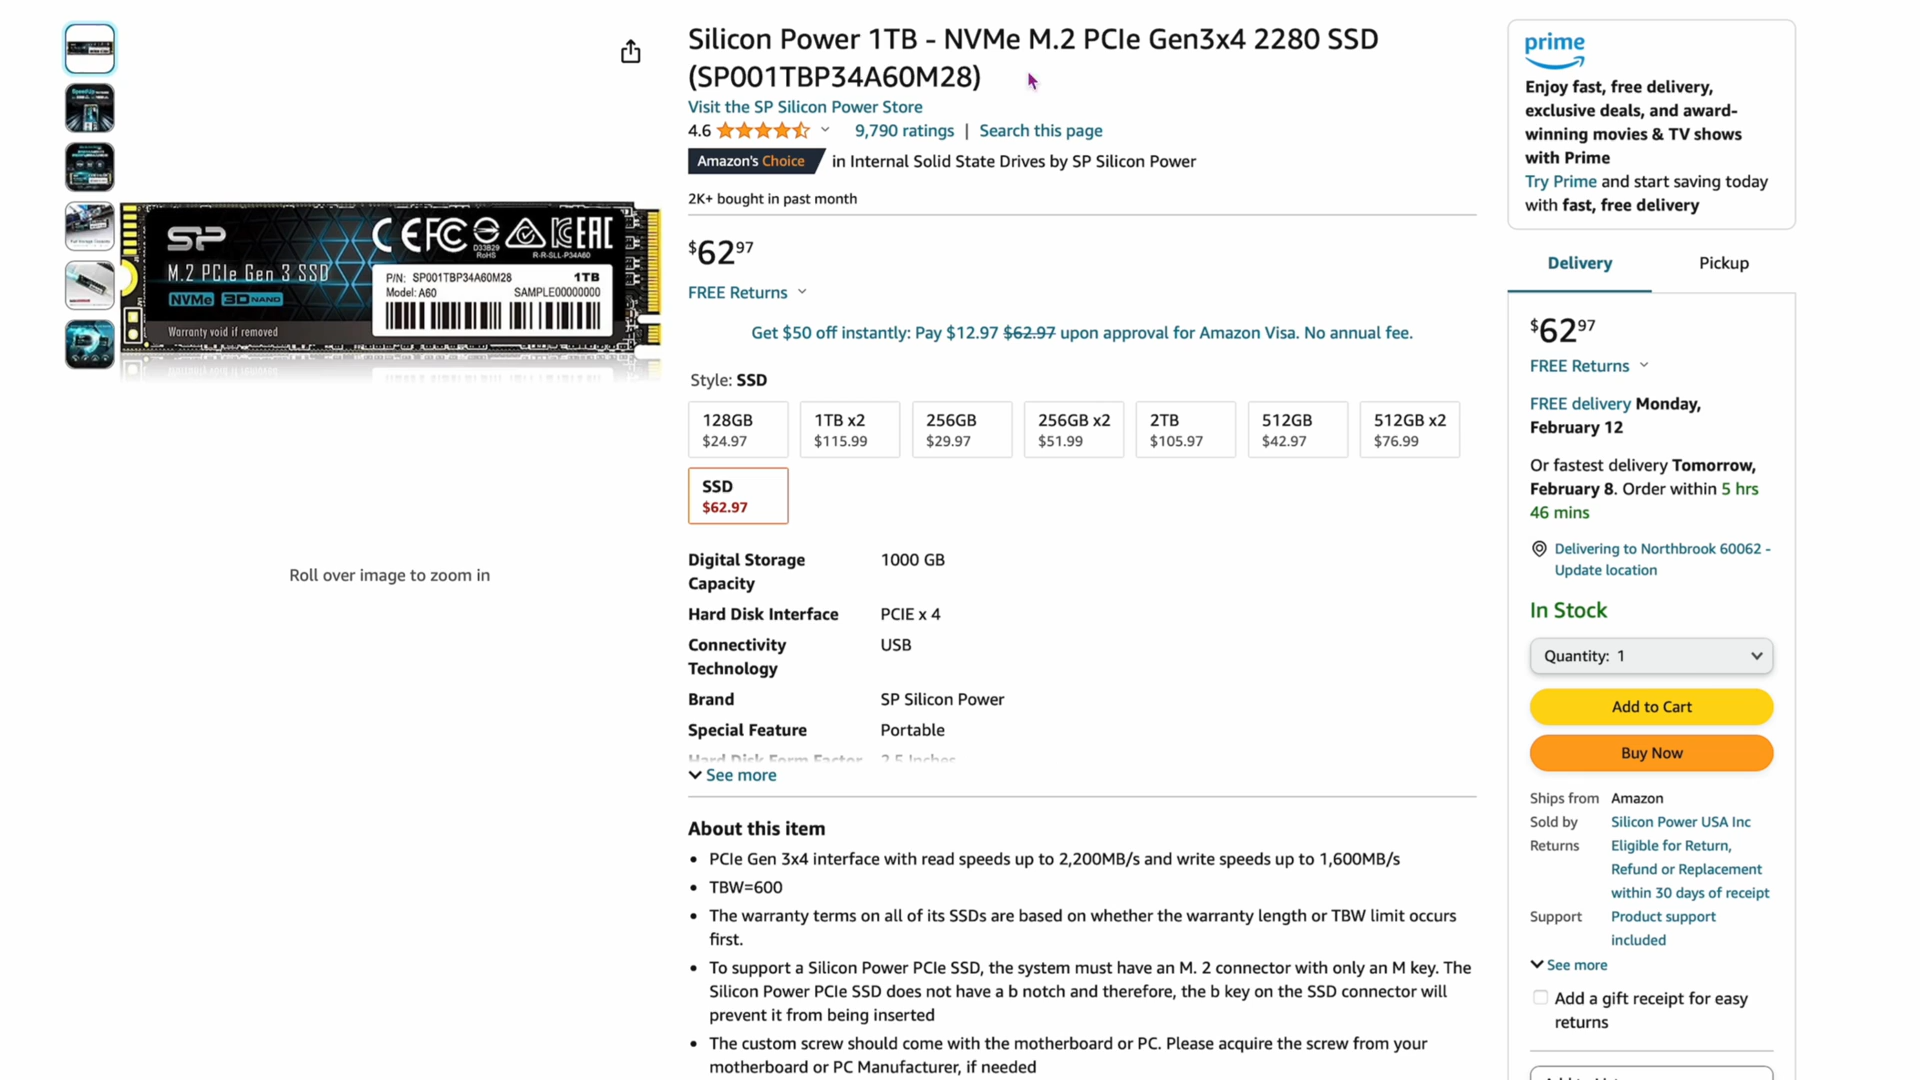 Silicon Power 1TB - NVMe M.2 PCIe Gen3x4 2280 SSD
(SP001TBP34A60M28)
Visit the SP Silicon Power Store
4.6
9,790 ratings | Search this page
Amazon's Choice in Internal Solid State Drives by SP Silicon Power
2K+ bought in past month
$62 97
FREE Returns
Get $50 off instantly: Pay $12.97 $62.97 upon approval for Amazon Visa. No annual fee.
Style: SSD
128GB
$24.97
1TB x2
$115.99
256GB
$29.97
256GB x2
$51.99
2TB
$105.97
512GB
$42.97
512GB x2
$76.99
SSD
$62.97
Digital Storage
Capacity
1000 GB
Hard Disk Interface
PCIE x 4
Connectivity
Technology
USB
Brand
SP Silicon Power
Special Feature
Portable
Hard Disk Form Factor
2.5 Inches
See more
About this item
• PCIe Gen 3x4 interface with read speeds up to 2,200MB/s and write speeds up to 1,600MB/s
• TBW=600
• The warranty terms on all of its SSDs are based on whether the warranty length or TBW limit occurs
first.
• To support a Silicon Power PCIe SSD, the system must have an M. 2 connector with only an M key. The
Silicon Power PCIe SSD does not have a b notch and therefore, the b key on the SSD connector will
prevent it from being inserted
• The custom screw should come with the motherboard or PC. Please acquire the screw from your
motherboard or PC Manufacturer, if needed
SP
M.2 PCIe Gen 3 SSD
NVMe 3D NAND
Warranty void if removed
CE FC
D33B29
RoHS
R-R-SLL-P34A60
EAC
P/N: SP001TBP34A60M28 1TB
Model: A60 SAMPLE00000000
Roll over image to zoom in
prime
Enjoy fast, free delivery,
exclusive deals, and award-
winning movies & TV shows
with Prime
Try Prime and start saving today
with fast, free delivery
Delivery
Pickup
$62 97
FREE Returns
FREE delivery Monday,
February 12
Or fastest delivery Tomorrow,
February 8. Order within 5 hrs
46 mins
Delivering to Northbrook 60062 -
Update location
In Stock
Quantity: 1
Add to Cart
Buy Now
Ships from Amazon
Sold by Silicon Power USA Inc
Returns Eligible for Return,
Refund or Replacement
within 30 days of receipt
Support Product support
included
See more
Add a gift receipt for easy
returns